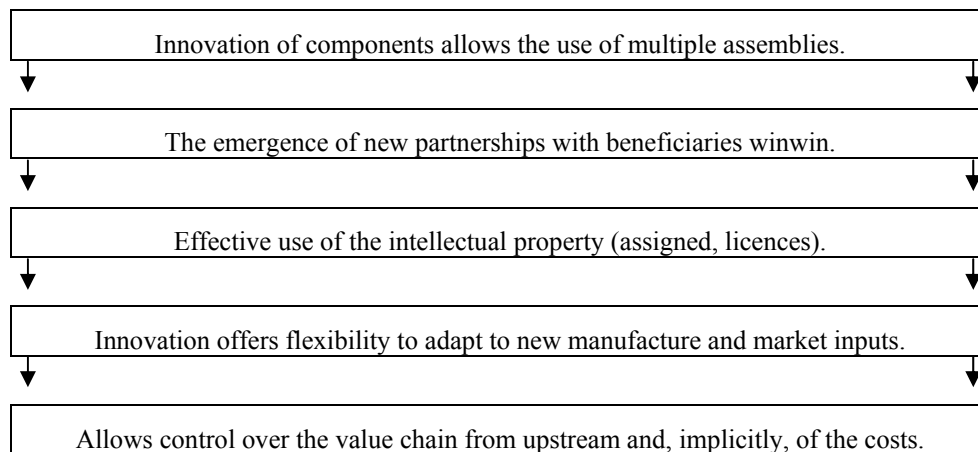 Innovation of components allows the use of multiple assemblies.
The emergence of new partnerships with beneficiaries winwin.
Effective use of the intellectual property (assigned, licences).
Innovation offers flexibility to adapt to new manufacture and market inputs.
Allows control over the value chain from upstream and, implicitly, of the costs.